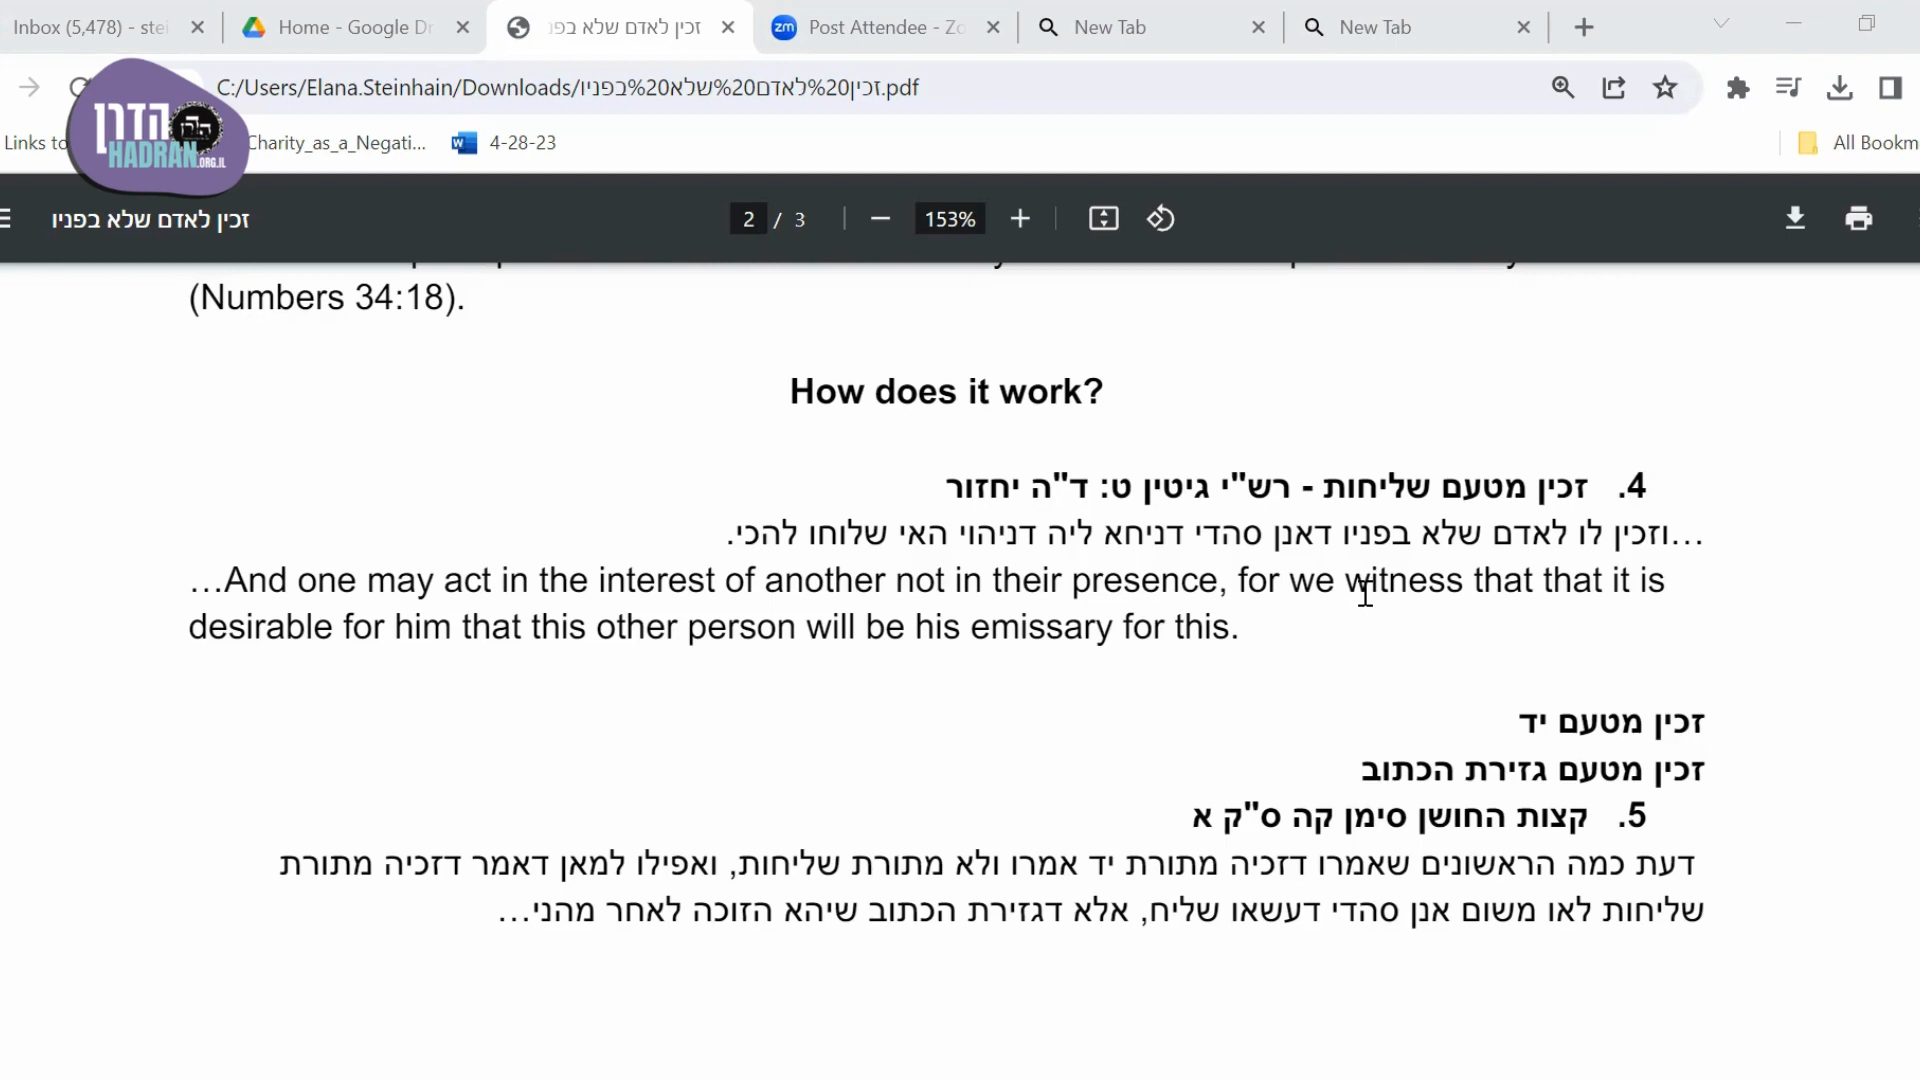 Inbox (5,478) - stei
Home - Google Dr
זכין לאדם שלא בפנ
Post Attendee - Zo
New Tab
New Tab
C:/Users/Elana.Steinhain/Downloads/זכין%20לאדם%20שלא%20בפניו.pdf
הדרן
HADRAN.ORG.IL
Links to
Charity_as_a_Negati...
4-28-23
All Bookm
זכין לאדם שלא בפניו
2 / 3
153%
(Numbers 34:18).
How does it work?
4. זכין מטעם שליחות - רש"י גיטין ט: ד"ה יחזור
...וזכין לו לאדם שלא בפניו דאנן סהדי דניחא ליה דניהוי האי שלוחו להכי.
…And one may act in the interest of another not in their presence, for we witness that that it is
desirable for him that this other person will be his emissary for this.
זכין מטעם יד
זכין מטעם גזירת הכתוב
5. קצות החושן סימן קה ס"ק א
דעת כמה הראשונים שאמרו דזכיה מתורת יד אמרו ולא מתורת שליחות, ואפילו למאן דאמר דזכיה מתורת
שליחות לאו משום אנן סהדי דעשאו שליח, אלא דגזירת הכתוב שיהא הזוכה לאחר מהני...